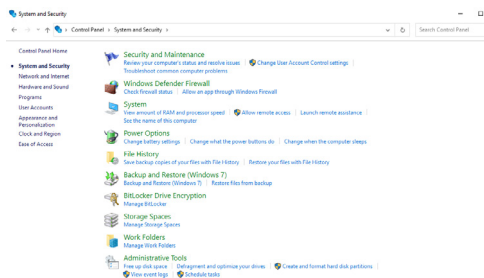 System and Security
Control Panel > System and Security >
Search Control Panel
Control Panel Home
System and Security
Network and Internet
Hardware and Sound
Programs
User Accounts
Appearance and
Personalization
Clock and Region
Ease of Access
Security and Maintenance
Review your computer's status and resolve issues | Change User Account Control settings |
Troubleshoot common computer problems
Windows Defender Firewall
Check firewall status | Allow an app through Windows Firewall
System
View amount of RAM and processor speed | Allow remote access | Launch remote assistance |
See the name of this computer
Power Options
Change battery settings | Change what the power buttons do | Change when the computer sleeps
File History
Save backup copies of your files with File History | Restore your files with File History
Backup and Restore (Windows 7)
Backup and Restore (Windows 7) | Restore files from backup
BitLocker Drive Encryption
Manage BitLocker
Storage Spaces
Manage Storage Spaces
Work Folders
Manage Work Folders
Administrative Tools
Free up disk space | Defragment and optimize your drives | Create and format hard disk partitions |
View event logs | Schedule tasks